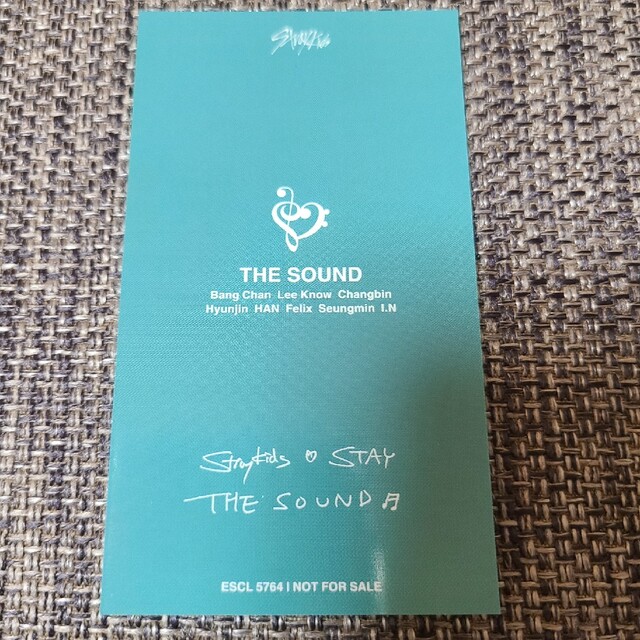 Stray Kids
THE SOUND
Bang Chan Lee Know Changbin
Hyunjin HAN Felix Seungmin I.N
Straykids ♡ STAY
THE SOUND ♬
ESCL 5764 | NOT FOR SALE